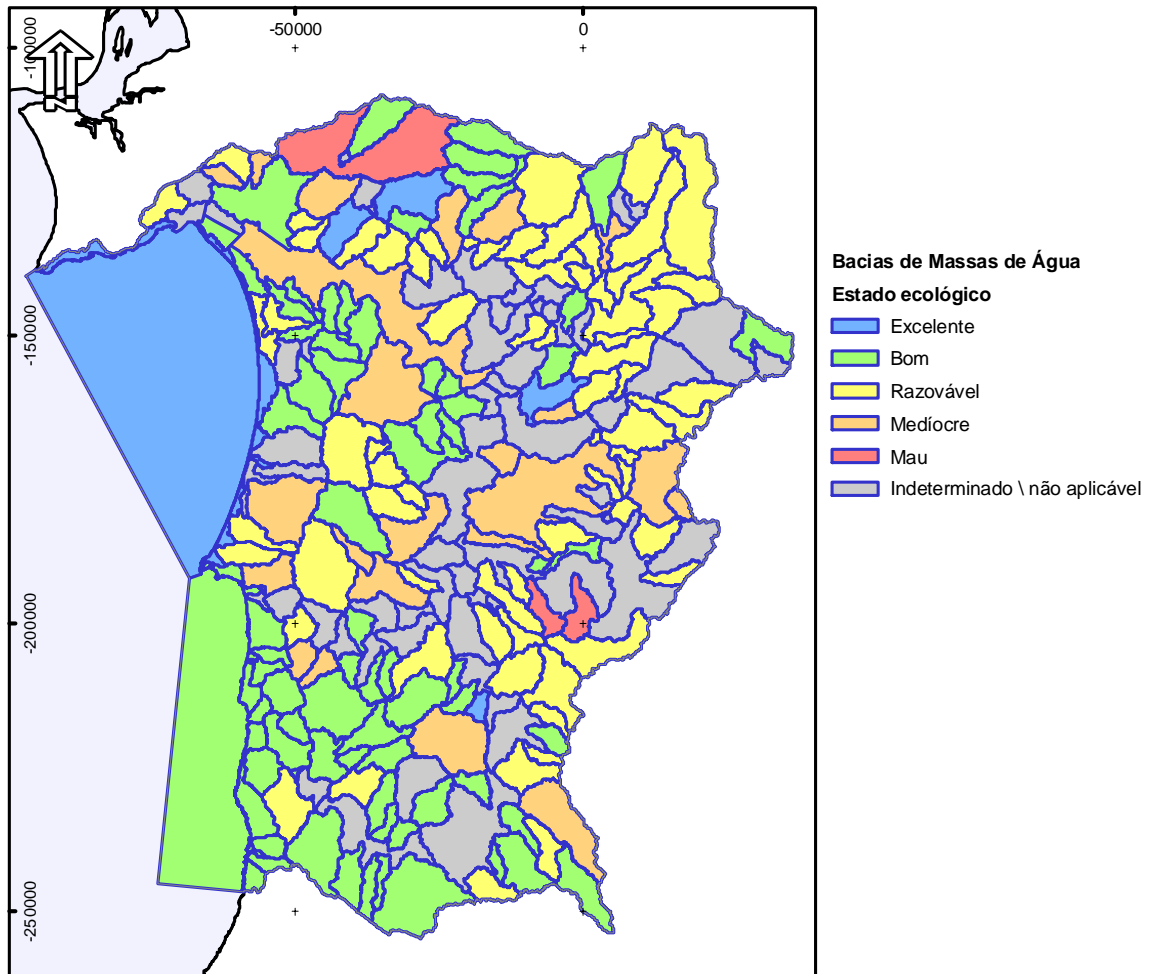 -50000
0
-100000
N
-150000
-200000
-250000
Bacias de Massas de Água
Estado ecológico
Excelente
Bom
Razovável
Medíocre
Mau
Indeterminado \ não aplicável